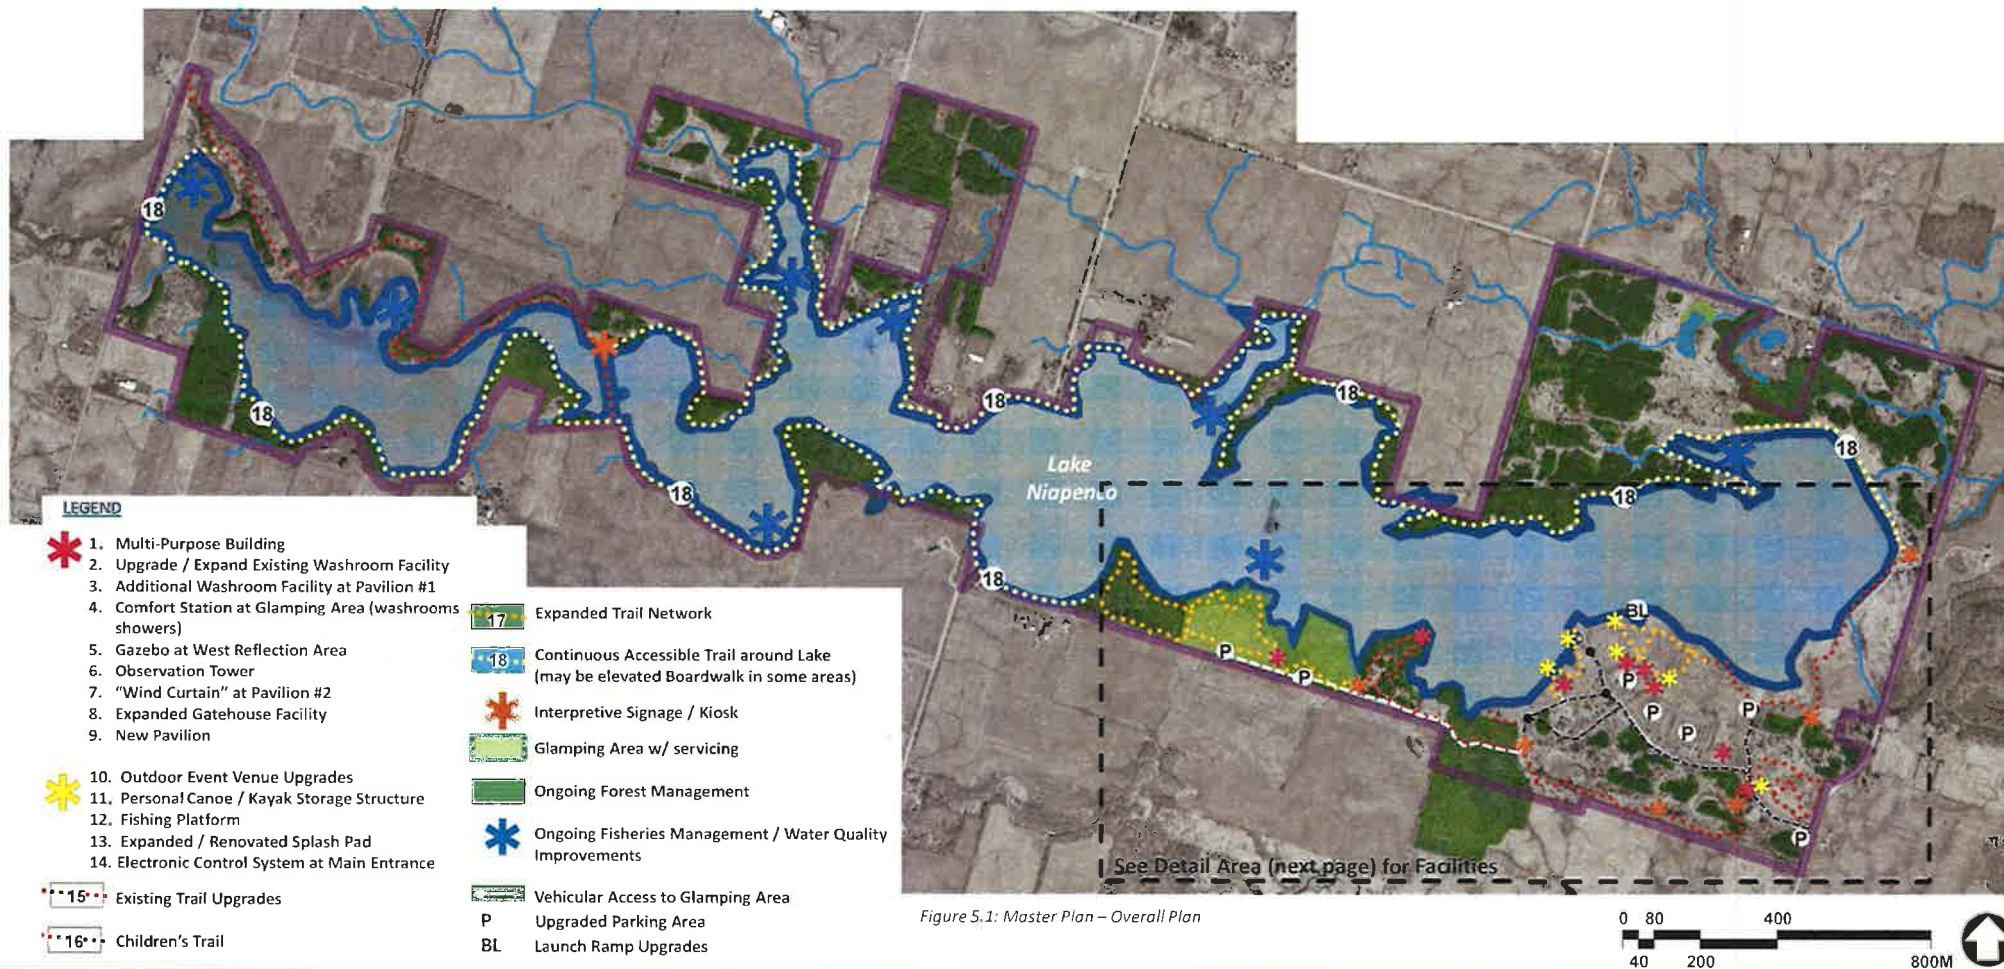 18
18
18
18
18
18
18
18
Lake
Niapenco
BL
P
P
P
P
P
P
P
See Detail Area (next page) for Facilities
LEGEND
1. Multi-Purpose Building
2. Upgrade / Expand Existing Washroom Facility
3. Additional Washroom Facility at Pavilion #1
4. Comfort Station at Glamping Area (washrooms
showers)
5. Gazebo at West Reflection Area
6. Observation Tower
7. "Wind Curtain" at Pavilion #2
8. Expanded Gatehouse Facility
9. New Pavilion
10. Outdoor Event Venue Upgrades
11. Personal Canoe / Kayak Storage Structure
12. Fishing Platform
13. Expanded / Renovated Splash Pad
14. Electronic Control System at Main Entrance
15 Existing Trail Upgrades
16 Children's Trail
17 Expanded Trail Network
18 Continuous Accessible Trail around Lake
(may be elevated Boardwalk in some areas)
Interpretive Signage / Kiosk
Glamping Area w/ servicing
Ongoing Forest Management
Ongoing Fisheries Management / Water Quality
Improvements
Vehicular Access to Glamping Area
P Upgraded Parking Area
BL Launch Ramp Upgrades
Figure 5.1: Master Plan – Overall Plan
0 80 400
40 200 800M